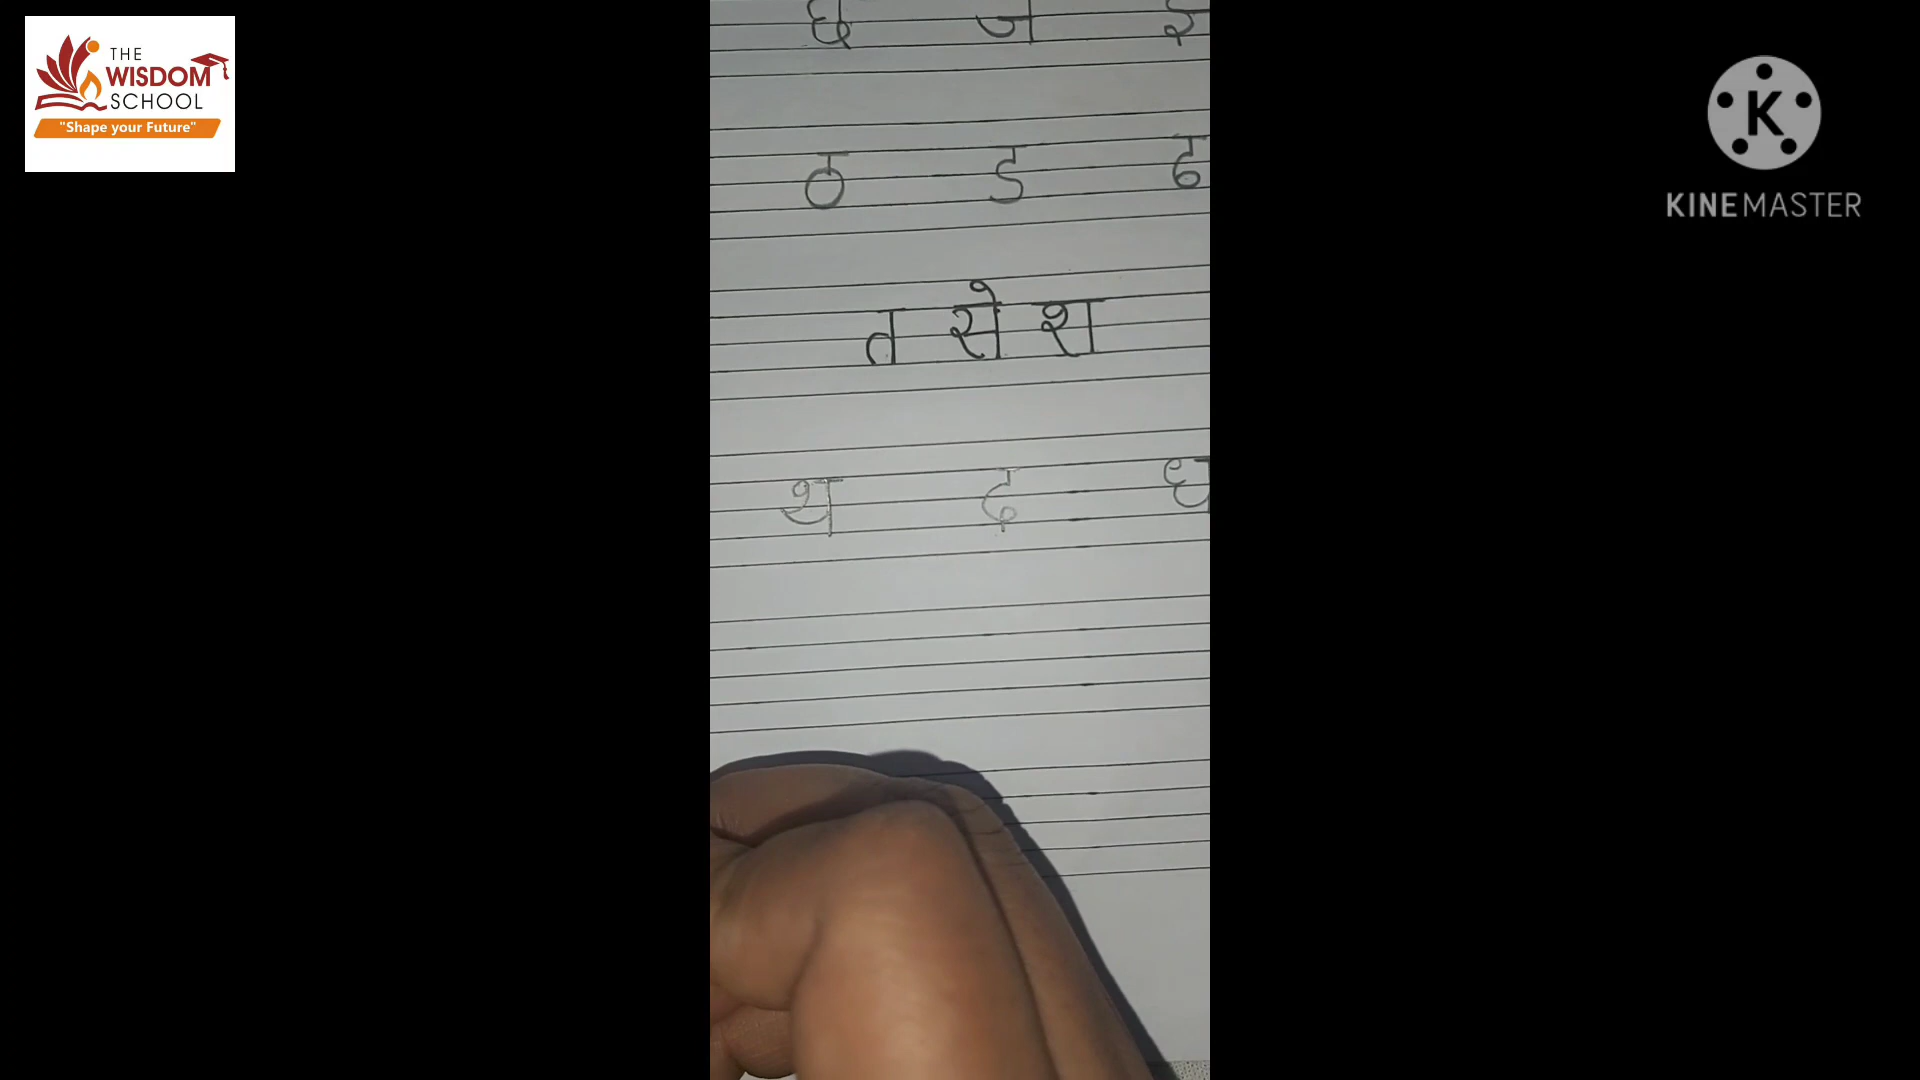 THE
WISDOM
SCHOOL
"Shape your Future"
K
KINEMASTER
छ ज झ
ठ ड ढ
त से श
थ द ध